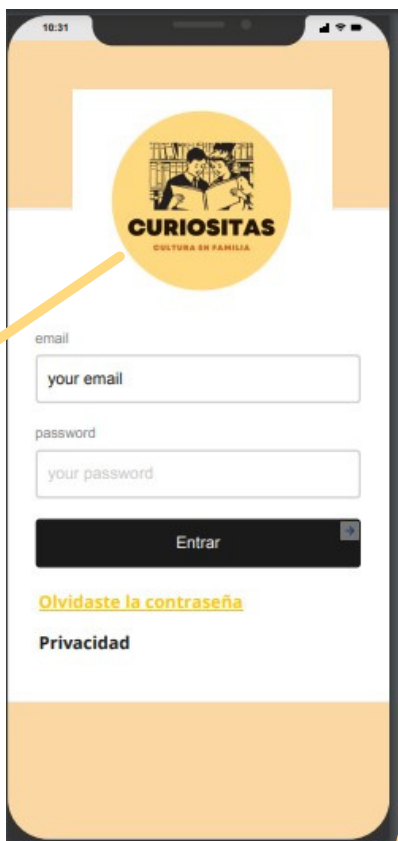 10:31
CURIOSITAS
CULTURA EN FAMILIA
email
your email
password
your password
Entrar
Olvidaste la contraseña
Privacidad